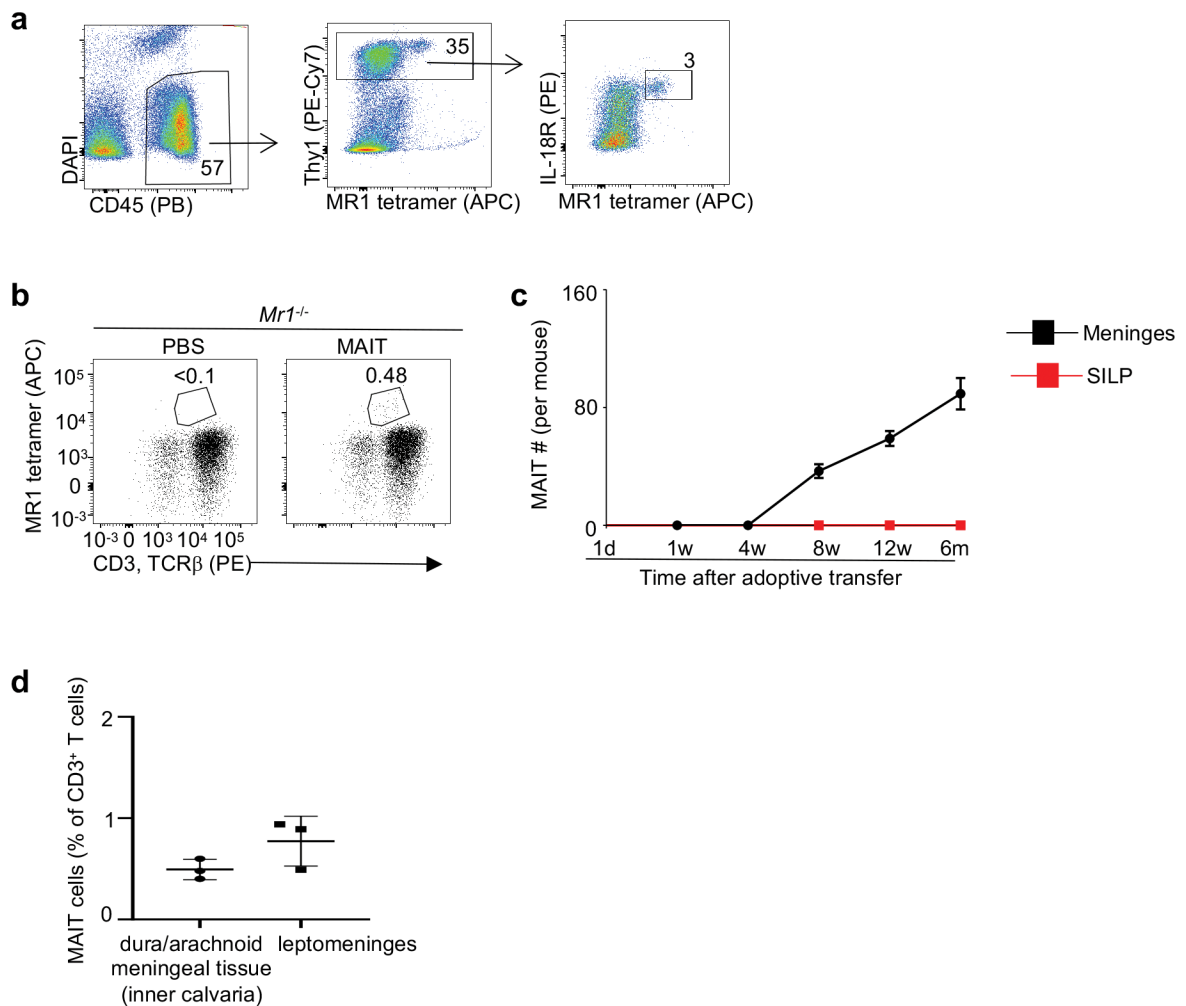 a
DAPI
57
CD45 (PB)
Thy1 (PE-Cy7)
35
MR1 tetramer (APC)
IL-18R (PE)
3
MR1 tetramer (APC)
b
Mr1-/-
PBS
MAIT
MR1 tetramer (APC)
10⁵
10⁴
10³
0
10⁻³
<0.1
0.48
10⁻³ 0 10³ 10⁴ 10⁵
CD3, TCRβ (PE)
c
MAIT # (per mouse)
160
80
0
1d 1w 4w 8w 12w 6m
Time after adoptive transfer
Meninges
SILP
d
MAIT cells (% of CD3⁺ T cells)
2
1
0
dura/arachnoid
meningeal tissue
(inner calvaria)
leptomeninges